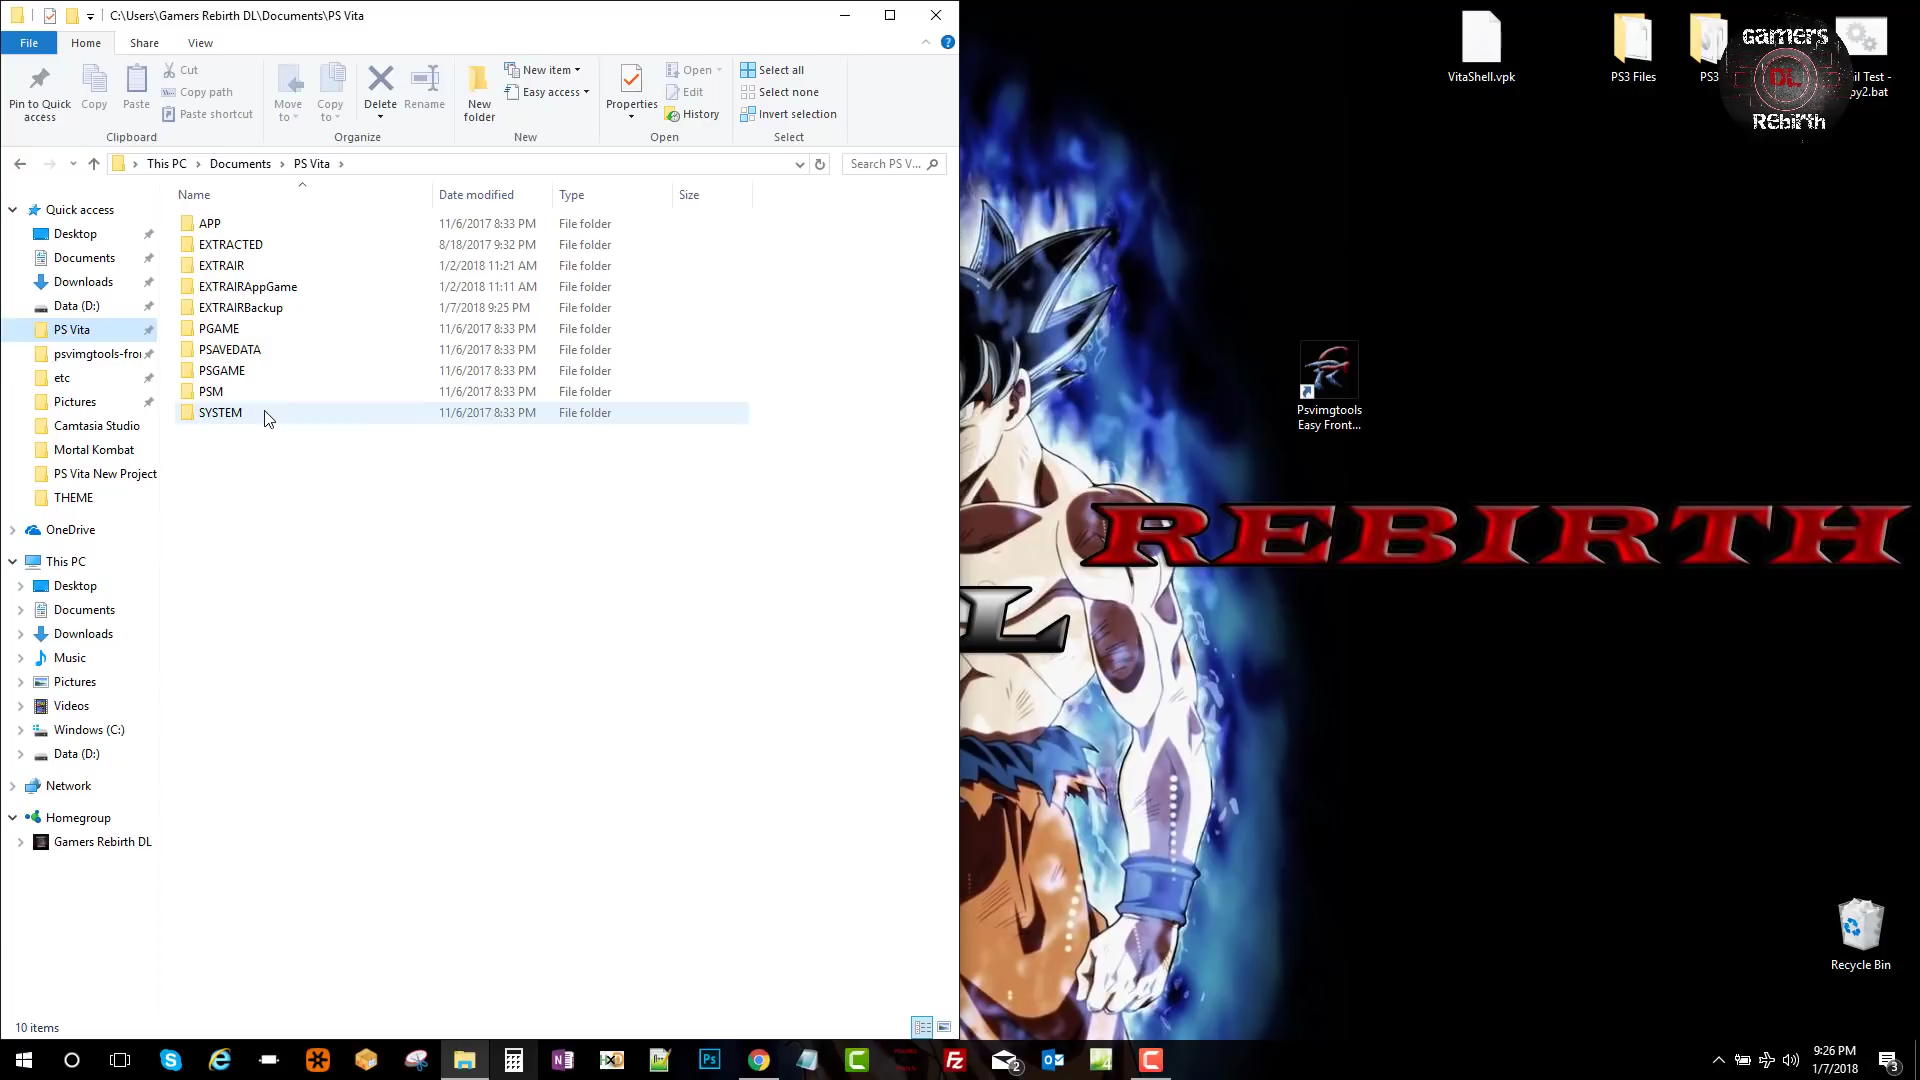 C:\Users\Gamers Rebirth DL\Documents\PS Vita
File Home Share View
Pin to Quick access
Copy
Paste
Cut
Copy path
Paste shortcut
Clipboard
Move to
Copy to
Delete
Rename
Organize
New folder
New item
Easy access
New
Properties
Open
Edit
History
Open
Select all
Select none
Invert selection
Select
This PC > Documents > PS Vita >
Search PS V...
Name Date modified Type Size
APP 11/6/2017 8:33 PM File folder
EXTRACTED 8/18/2017 9:32 PM File folder
EXTRAIR 1/2/2018 11:21 AM File folder
EXTRAIRAppGame 1/2/2018 11:11 AM File folder
EXTRAIRBackup 1/7/2018 9:25 PM File folder
PGAME 11/6/2017 8:33 PM File folder
PSAVEDATA 11/6/2017 8:33 PM File folder
PSGAME 11/6/2017 8:33 PM File folder
PSM 11/6/2017 8:33 PM File folder
SYSTEM 11/6/2017 8:33 PM File folder
Quick access
Desktop
Documents
Downloads
Data (D:)
PS Vita
psvimgtools-fro
etc
Pictures
Camtasia Studio
Mortal Kombat
PS Vita New Project
THEME
OneDrive
This PC
Desktop
Documents
Downloads
Music
Pictures
Videos
Windows (C:)
Data (D:)
Network
Homegroup
Gamers Rebirth DL
10 items
VitaShell.vpk
PS3 Files
PS3
il Test -
py2.bat
Gamers
DL
REbirth
Psvimgtools
Easy Front...
REBIRTH
L
Recycle Bin
9:26 PM
1/7/2018
2
3